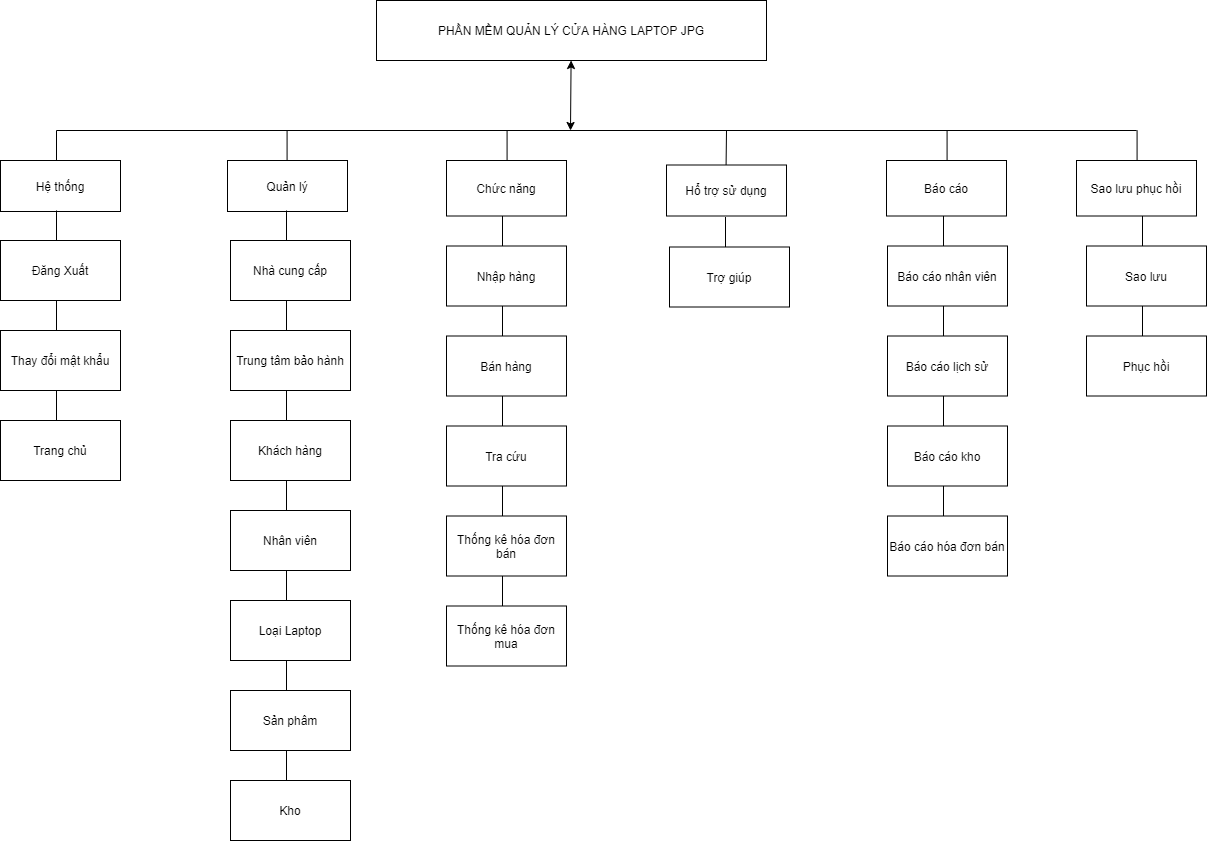 PHẦN MỀM QUẢN LÝ CỬA HÀNG LAPTOP JPG
Hệ thống
Đăng Xuất
Thay đổi mật khẩu
Trang chủ
Quản lý
Nhà cung cấp
Trung tâm bảo hành
Khách hàng
Nhân viên
Loại Laptop
Sản phâm
Kho
Chức năng
Nhập hàng
Bán hàng
Tra cứu
Thống kê hóa đơn
bán
Thống kê hóa đơn
mua
Hổ trợ sử dụng
Trợ giúp
Báo cáo
Báo cáo nhân viên
Báo cáo lịch sử
Báo cáo kho
Báo cáo hóa đơn bán
Sao lưu phục hồi
Sao lưu
Phục hồi